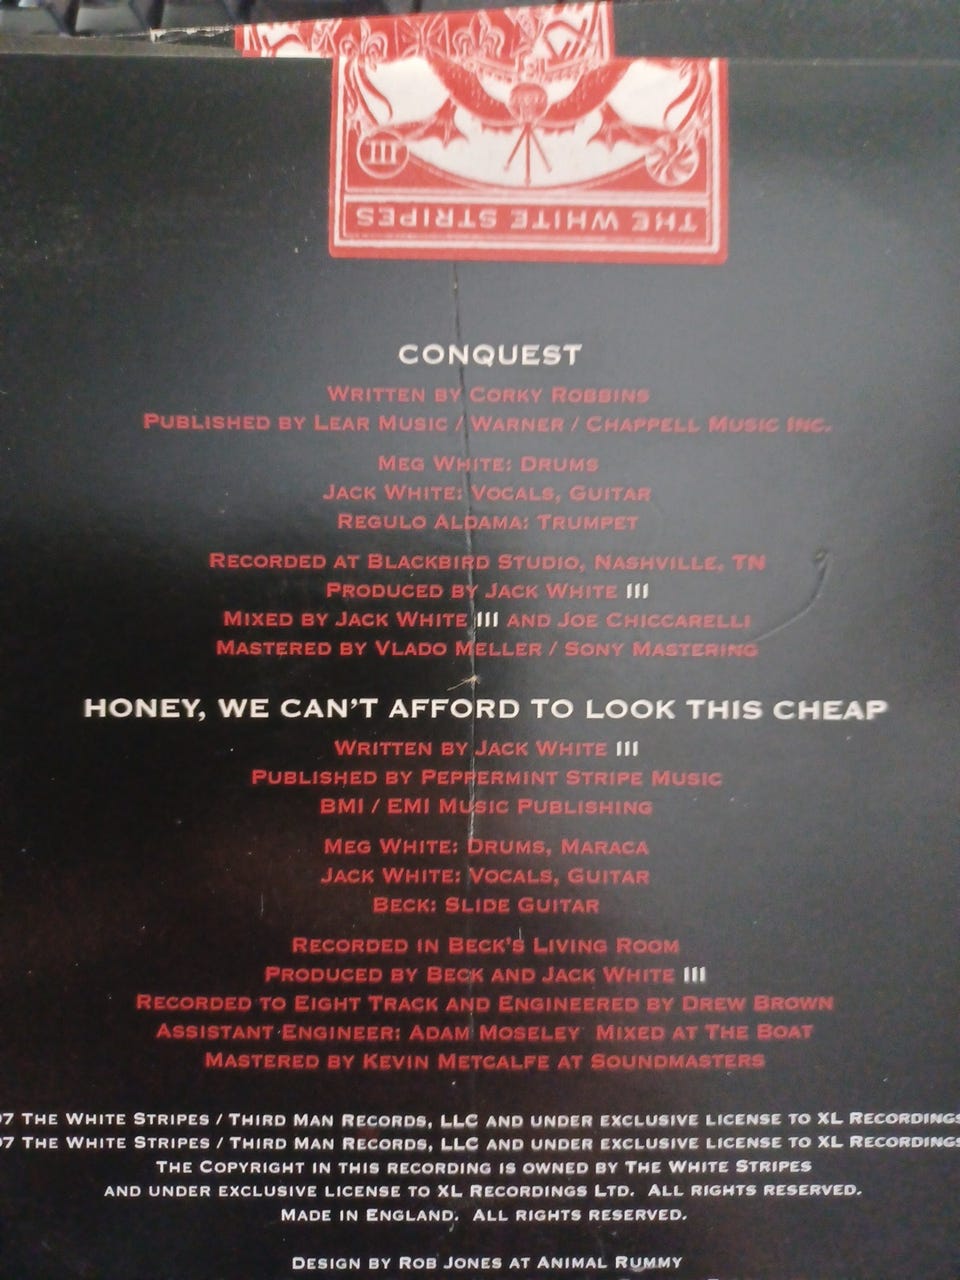 III
THE WHITE STRIPES
CONQUEST
WRITTEN BY CORKY ROBBINS
PUBLISHED BY LEAR MUSIC / WARNER / CHAPPELL MUSIC INC.
MEG WHITE: DRUMS
JACK WHITE: VOCALS, GUITAR
REGULO ALDAMA: TRUMPET
RECORDED AT BLACKBIRD STUDIO, NASHVILLE, TN
PRODUCED BY JACK WHITE III
MIXED BY JACK WHITE III AND JOE CHICCARELLI
MASTERED BY VLADO MELLER / SONY MASTERING
HONEY, WE CAN'T AFFORD TO LOOK THIS CHEAP
WRITTEN BY JACK WHITE III
PUBLISHED BY PEPPERMINT STRIPE MUSIC
BMI / EMI MUSIC PUBLISHING
MEG WHITE: DRUMS, MARACA
JACK WHITE: VOCALS, GUITAR
BECK: SLIDE GUITAR
RECORDED IN BECK'S LIVING ROOM
PRODUCED BY BECK AND JACK WHITE III
RECORDED TO EIGHT TRACK AND ENGINEERED BY DREW BROWN
ASSISTANT ENGINEER: ADAM MOSELEY MIXED AT THE BOAT
MASTERED BY KEVIN METCALFE AT SOUNDMASTERS
07 THE WHITE STRIPES / THIRD MAN RECORDS, LLC AND UNDER EXCLUSIVE LICENSE TO XL RECORDINGS
07 THE WHITE STRIPES / THIRD MAN RECORDS, LLC AND UNDER EXCLUSIVE LICENSE TO XL RECORDINGS
THE COPYRIGHT IN THIS RECORDING IS OWNED BY THE WHITE STRIPES
AND UNDER EXCLUSIVE LICENSE TO XL RECORDINGS LTD. ALL RIGHTS RESERVED.
MADE IN ENGLAND. ALL RIGHTS RESERVED.
DESIGN BY ROB JONES AT ANIMAL RUMMY